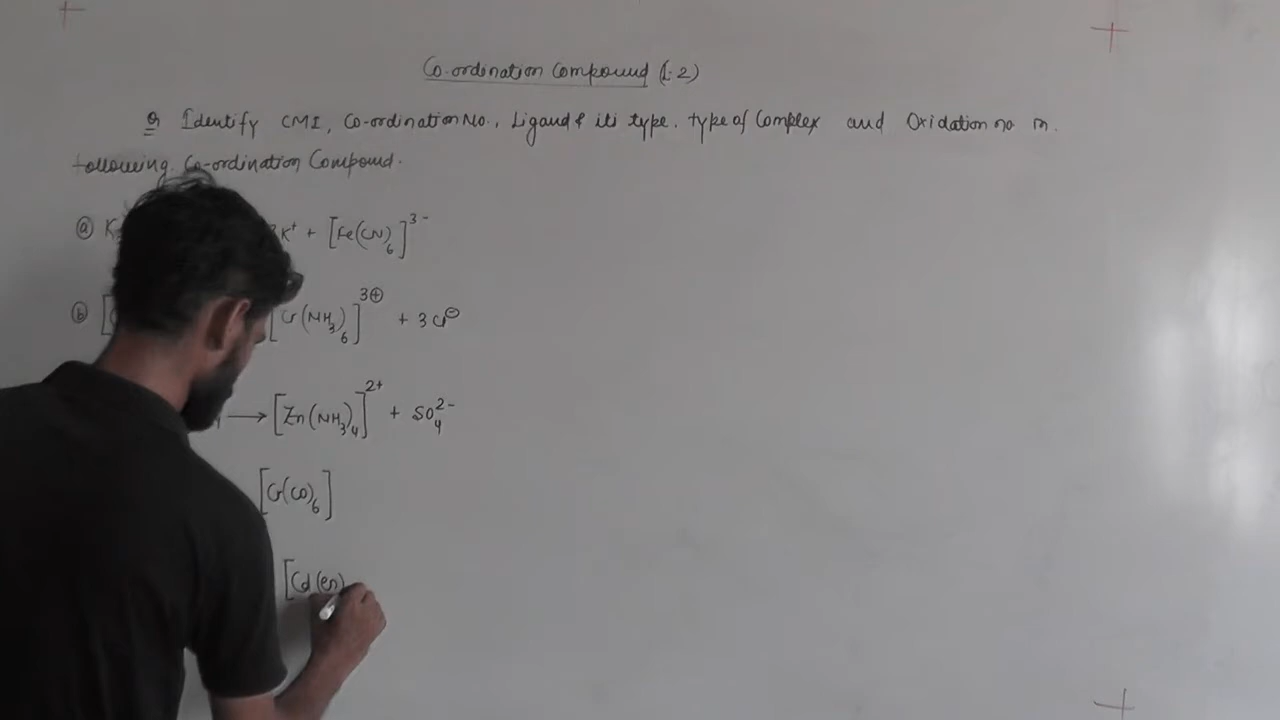 Co-ordination Compound (L-2)
Q Identify CMI, Co-ordination No., Ligand & its type, type of Complex and Oxidation no in
following Co-ordination Compound.
(a) K K⁺ + [Fe(CN)₆]³⁻
(b) [ [Cr(NH₃)₆]³⊕ + 3Cl⊖
⟶ [Zn(NH₃)₄]²⁺ + SO₄²⁻
[Cr(CO)₆]
[Cd(en)